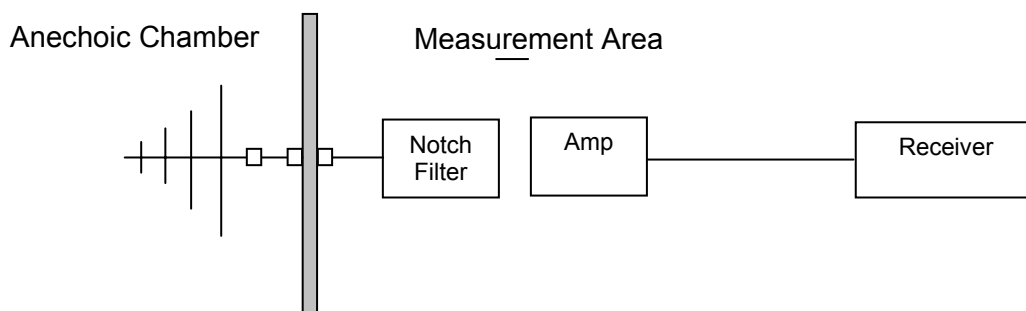 Anechoic Chamber
Measurement Area
Notch
Filter
Amp
Receiver